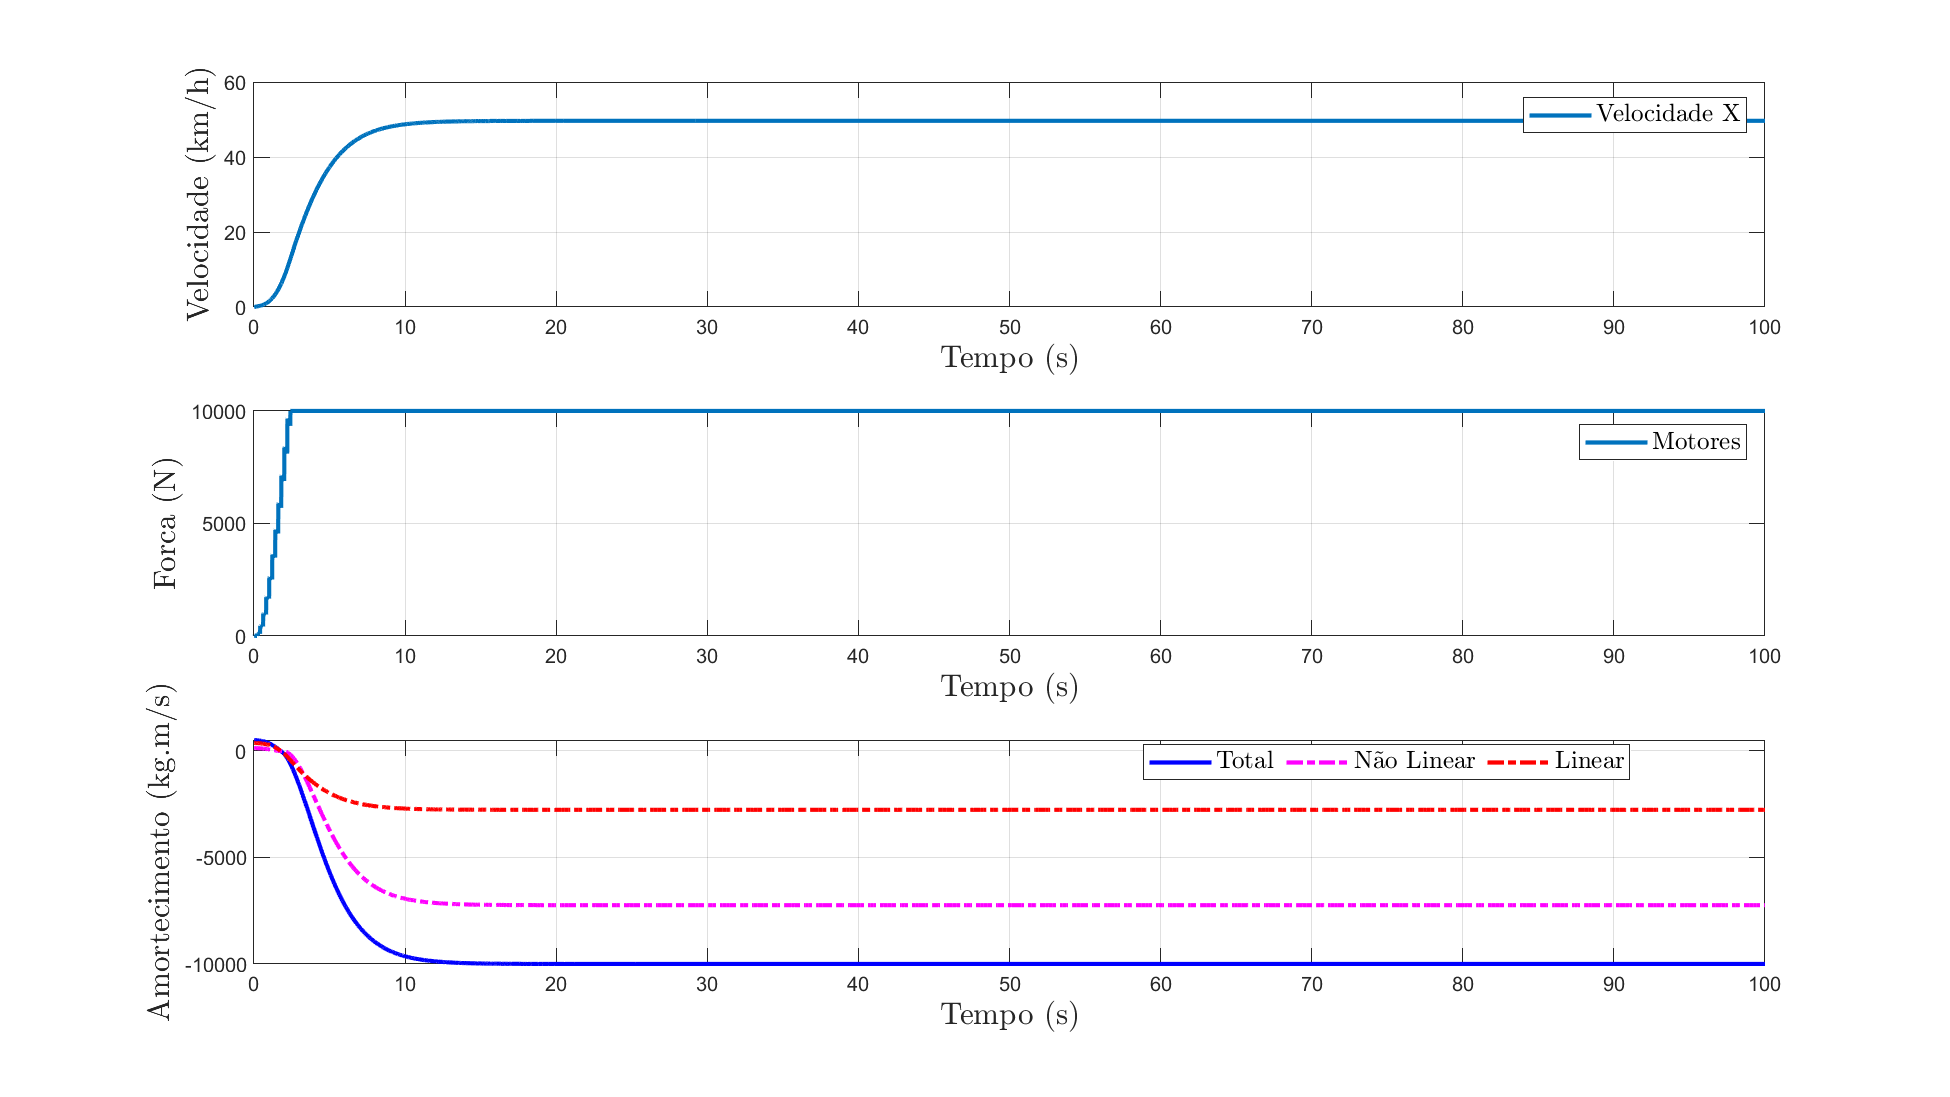 Velocidade (km/h)
60
40
20
0
Velocidade X
0 10 20 30 40 50 60 70 80 90 100
Tempo (s)
Forca (N)
10000
5000
0
Motores
0 10 20 30 40 50 60 70 80 90 100
Tempo (s)
Amortecimento (kg.m/s)
0
-5000
-10000
Total Não Linear Linear
0 10 20 30 40 50 60 70 80 90 100
Tempo (s)